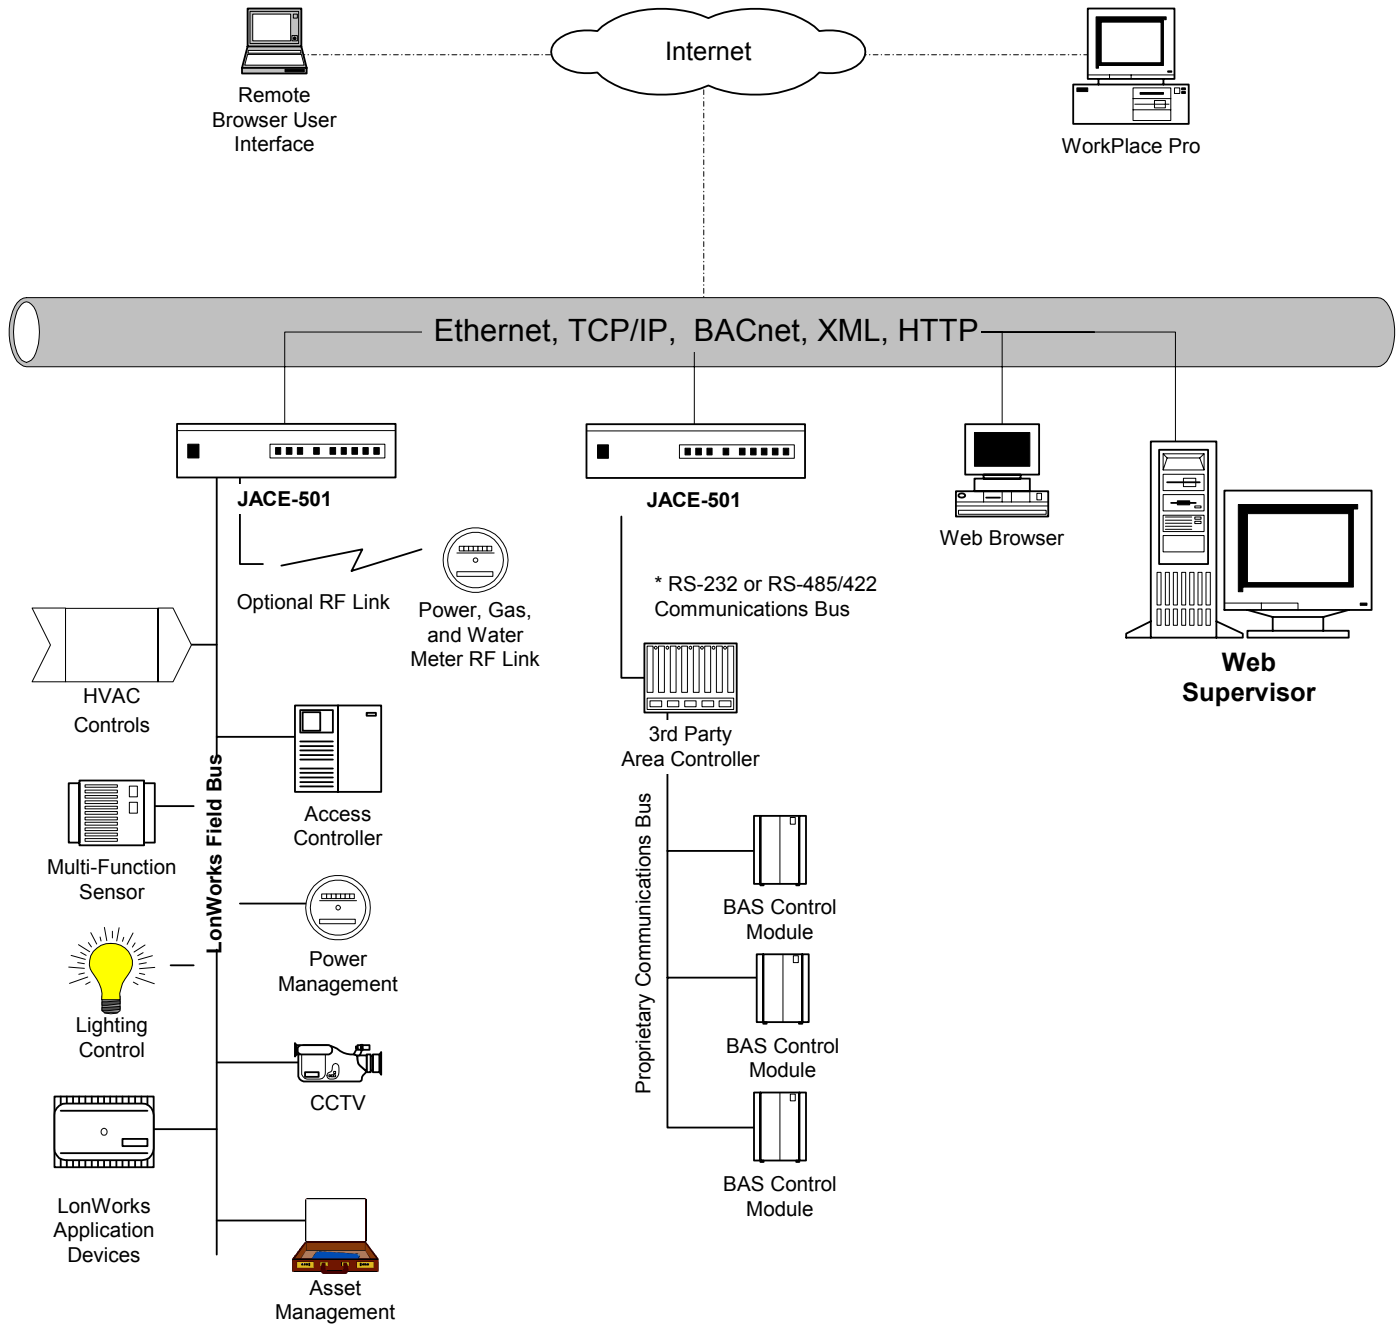 Internet
Remote
Browser User
Interface
WorkPlace Pro
Ethernet, TCP/IP, BACnet, XML, HTTP
JACE-501
JACE-501
Web Browser
Web
Supervisor
Optional RF Link
Power, Gas,
and Water
Meter RF Link
* RS-232 or RS-485/422
Communications Bus
HVAC
Controls
3rd Party
Area Controller
LonWorks Field Bus
Access
Controller
Multi-Function
Sensor
Proprietary Communications Bus
BAS Control
Module
Power
Management
Lighting
Control
BAS Control
Module
CCTV
BAS Control
Module
LonWorks
Application
Devices
Asset
Management